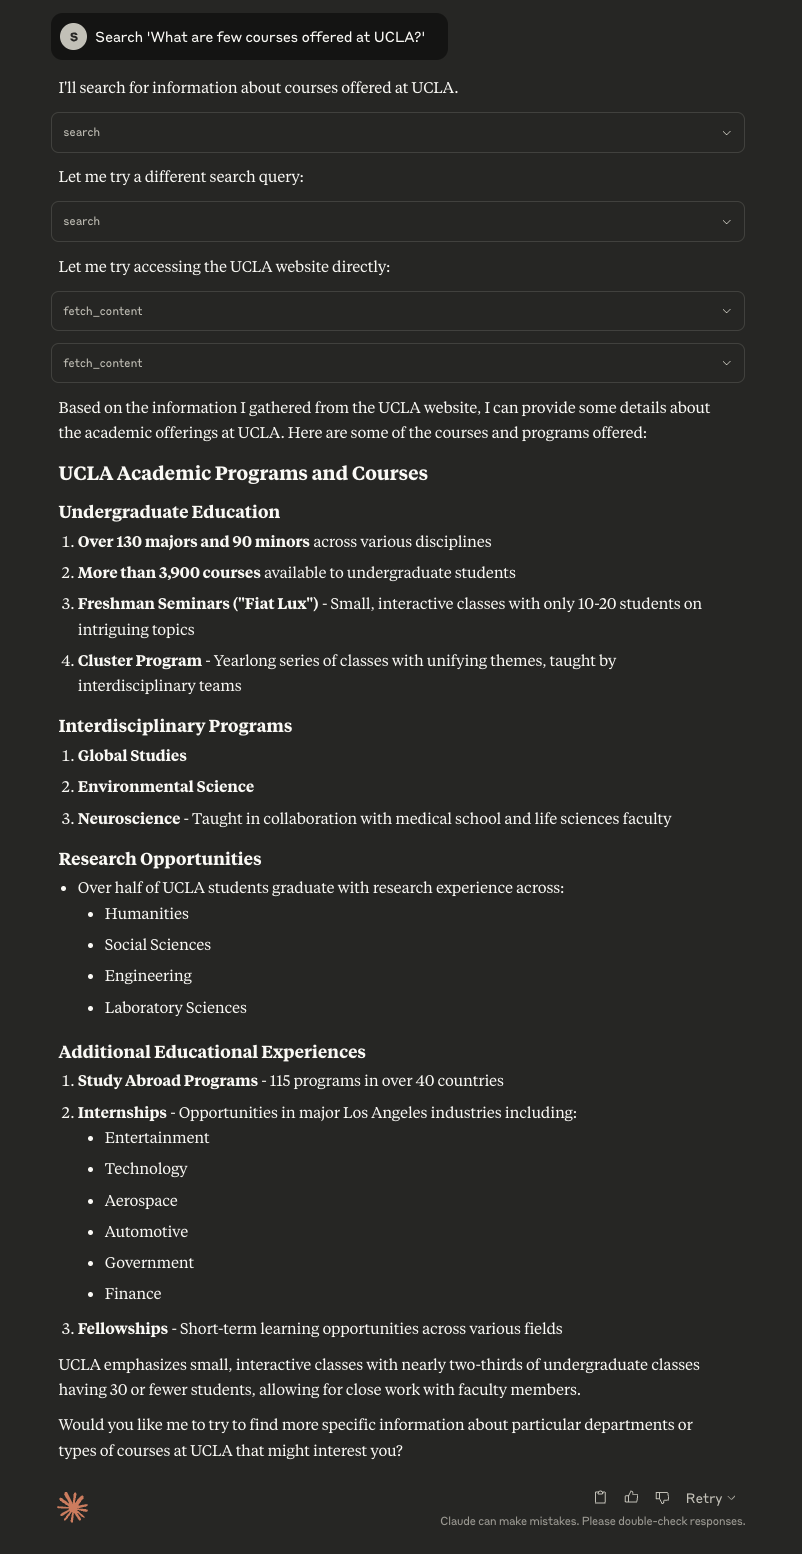 S Search 'What are few courses offered at UCLA?'
I'll search for information about courses offered at UCLA.
search
Let me try a different search query:
search
Let me try accessing the UCLA website directly:
fetch_content
fetch_content
Based on the information I gathered from the UCLA website, I can provide some details about
the academic offerings at UCLA. Here are some of the courses and programs offered:
UCLA Academic Programs and Courses
Undergraduate Education
1. Over 130 majors and 90 minors across various disciplines
2. More than 3,900 courses available to undergraduate students
3. Freshman Seminars ("Fiat Lux") - Small, interactive classes with only 10-20 students on
intriguing topics
4. Cluster Program - Yearlong series of classes with unifying themes, taught by
interdisciplinary teams
Interdisciplinary Programs
1. Global Studies
2. Environmental Science
3. Neuroscience - Taught in collaboration with medical school and life sciences faculty
Research Opportunities
• Over half of UCLA students graduate with research experience across:
• Humanities
• Social Sciences
• Engineering
• Laboratory Sciences
Additional Educational Experiences
1. Study Abroad Programs - 115 programs in over 40 countries
2. Internships - Opportunities in major Los Angeles industries including:
• Entertainment
• Technology
• Aerospace
• Automotive
• Government
• Finance
3. Fellowships - Short-term learning opportunities across various fields
UCLA emphasizes small, interactive classes with nearly two-thirds of undergraduate classes
having 30 or fewer students, allowing for close work with faculty members.
Would you like me to try to find more specific information about particular departments or
types of courses at UCLA that might interest you?
Retry
Claude can make mistakes. Please double-check responses.